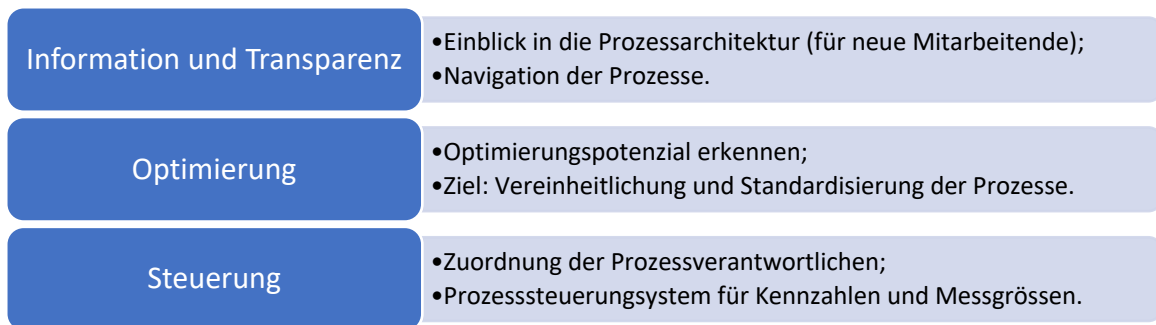 Information und Transparenz
•Einblick in die Prozessarchitektur (für neue Mitarbeitende);
•Navigation der Prozesse.
Optimierung
•Optimierungspotenzial erkennen;
•Ziel: Vereinheitlichung und Standardisierung der Prozesse.
Steuerung
•Zuordnung der Prozessverantwortlichen;
•Prozesssteuerungsystem für Kennzahlen und Messgrössen.